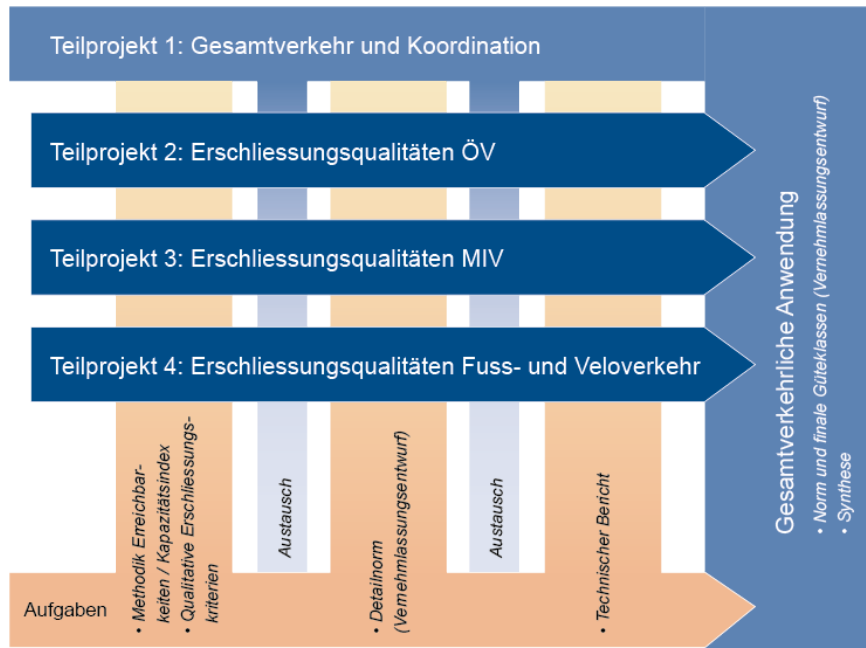 Teilprojekt 1: Gesamtverkehr und Koordination
Teilprojekt 2: Erschliessungsqualitäten ÖV
Teilprojekt 3: Erschliessungsqualitäten MIV
Teilprojekt 4: Erschliessungsqualitäten Fuss- und Veloverkehr
Aufgaben
• Methodik Erreichbar-
keiten / Kapazitätsindex
• Qualitative Erschliessungs-
kriterien
Austausch
• Detailnorm
(Vernehmlassungsentwurf)
Austausch
• Technischer Bericht
Gesamtverkehrliche Anwendung
• Norm und finale Güteklassen (Vernehmlassungsentwurf)
• Synthese